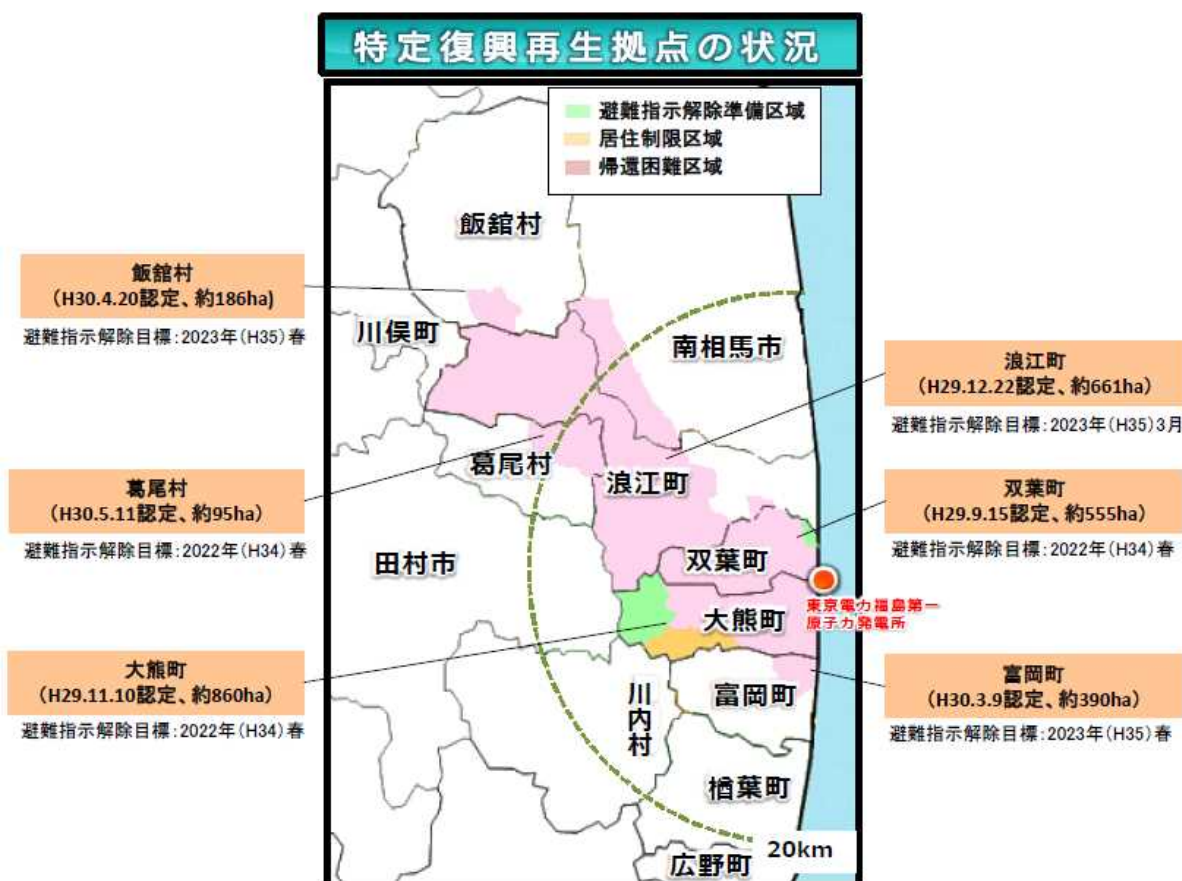 特定復興再生拠点の状況
避難指示解除準備区域
居住制限区域
帰還困難区域
飯舘村
飯舘村
(H30.4.20認定、約186ha)
避難指示解除目標:2023年(H35)春
川俣町
南相馬市
浪江町
(H29.12.22認定、約661ha)
避難指示解除目標:2023年(H35)3月
葛尾村
浪江町
葛尾村
(H30.5.11認定、約95ha)
避難指示解除目標:2022年(H34)春
双葉町
(H29.9.15認定、約555ha)
避難指示解除目標:2022年(H34)春
田村市
双葉町
大熊町
東京電力福島第一
原子力発電所
大熊町
(H29.11.10認定、約860ha)
避難指示解除目標:2022年(H34)春
富岡町
(H30.3.9認定、約390ha)
避難指示解除目標:2023年(H35)春
川内村
富岡町
楢葉町
20km
広野町